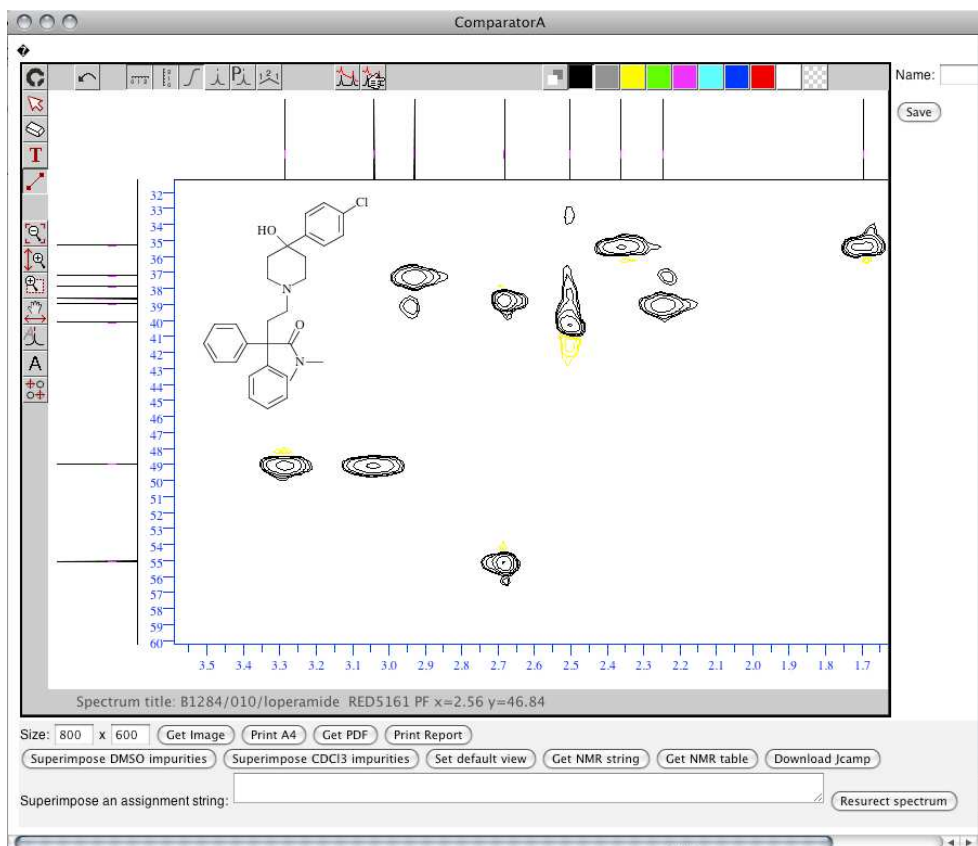 ComparatorA
�
T
A
Name:
Save
32
33
34
35
36
37
38
39
40
41
42
43
44
45
46
47
48
49
50
51
52
53
54
55
56
57
58
59
60
Cl
HO
N
O
N
3.5 3.4 3.3 3.2 3.1 3.0 2.9 2.8 2.7 2.6 2.5 2.4 2.3 2.2 2.1 2.0 1.9 1.8 1.7
Spectrum title: B1284/010/loperamide RED5161 PF x=2.56 y=46.84
Size: 800 x 600 Get Image Print A4 Get PDF Print Report
Superimpose DMSO impurities Superimpose CDCl3 impurities Set default view Get NMR string Get NMR table Download Jcamp
Superimpose an assignment string: Resurect spectrum